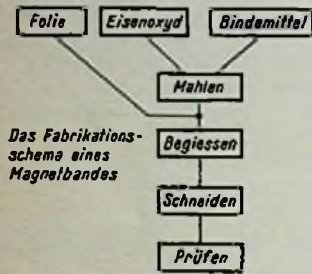 Folie Eisenoxyd Bindemittel
Mahlen
Das Fabrikations-
schema eines
Magnetbandes
Begiessen
Schneiden
Prüfen